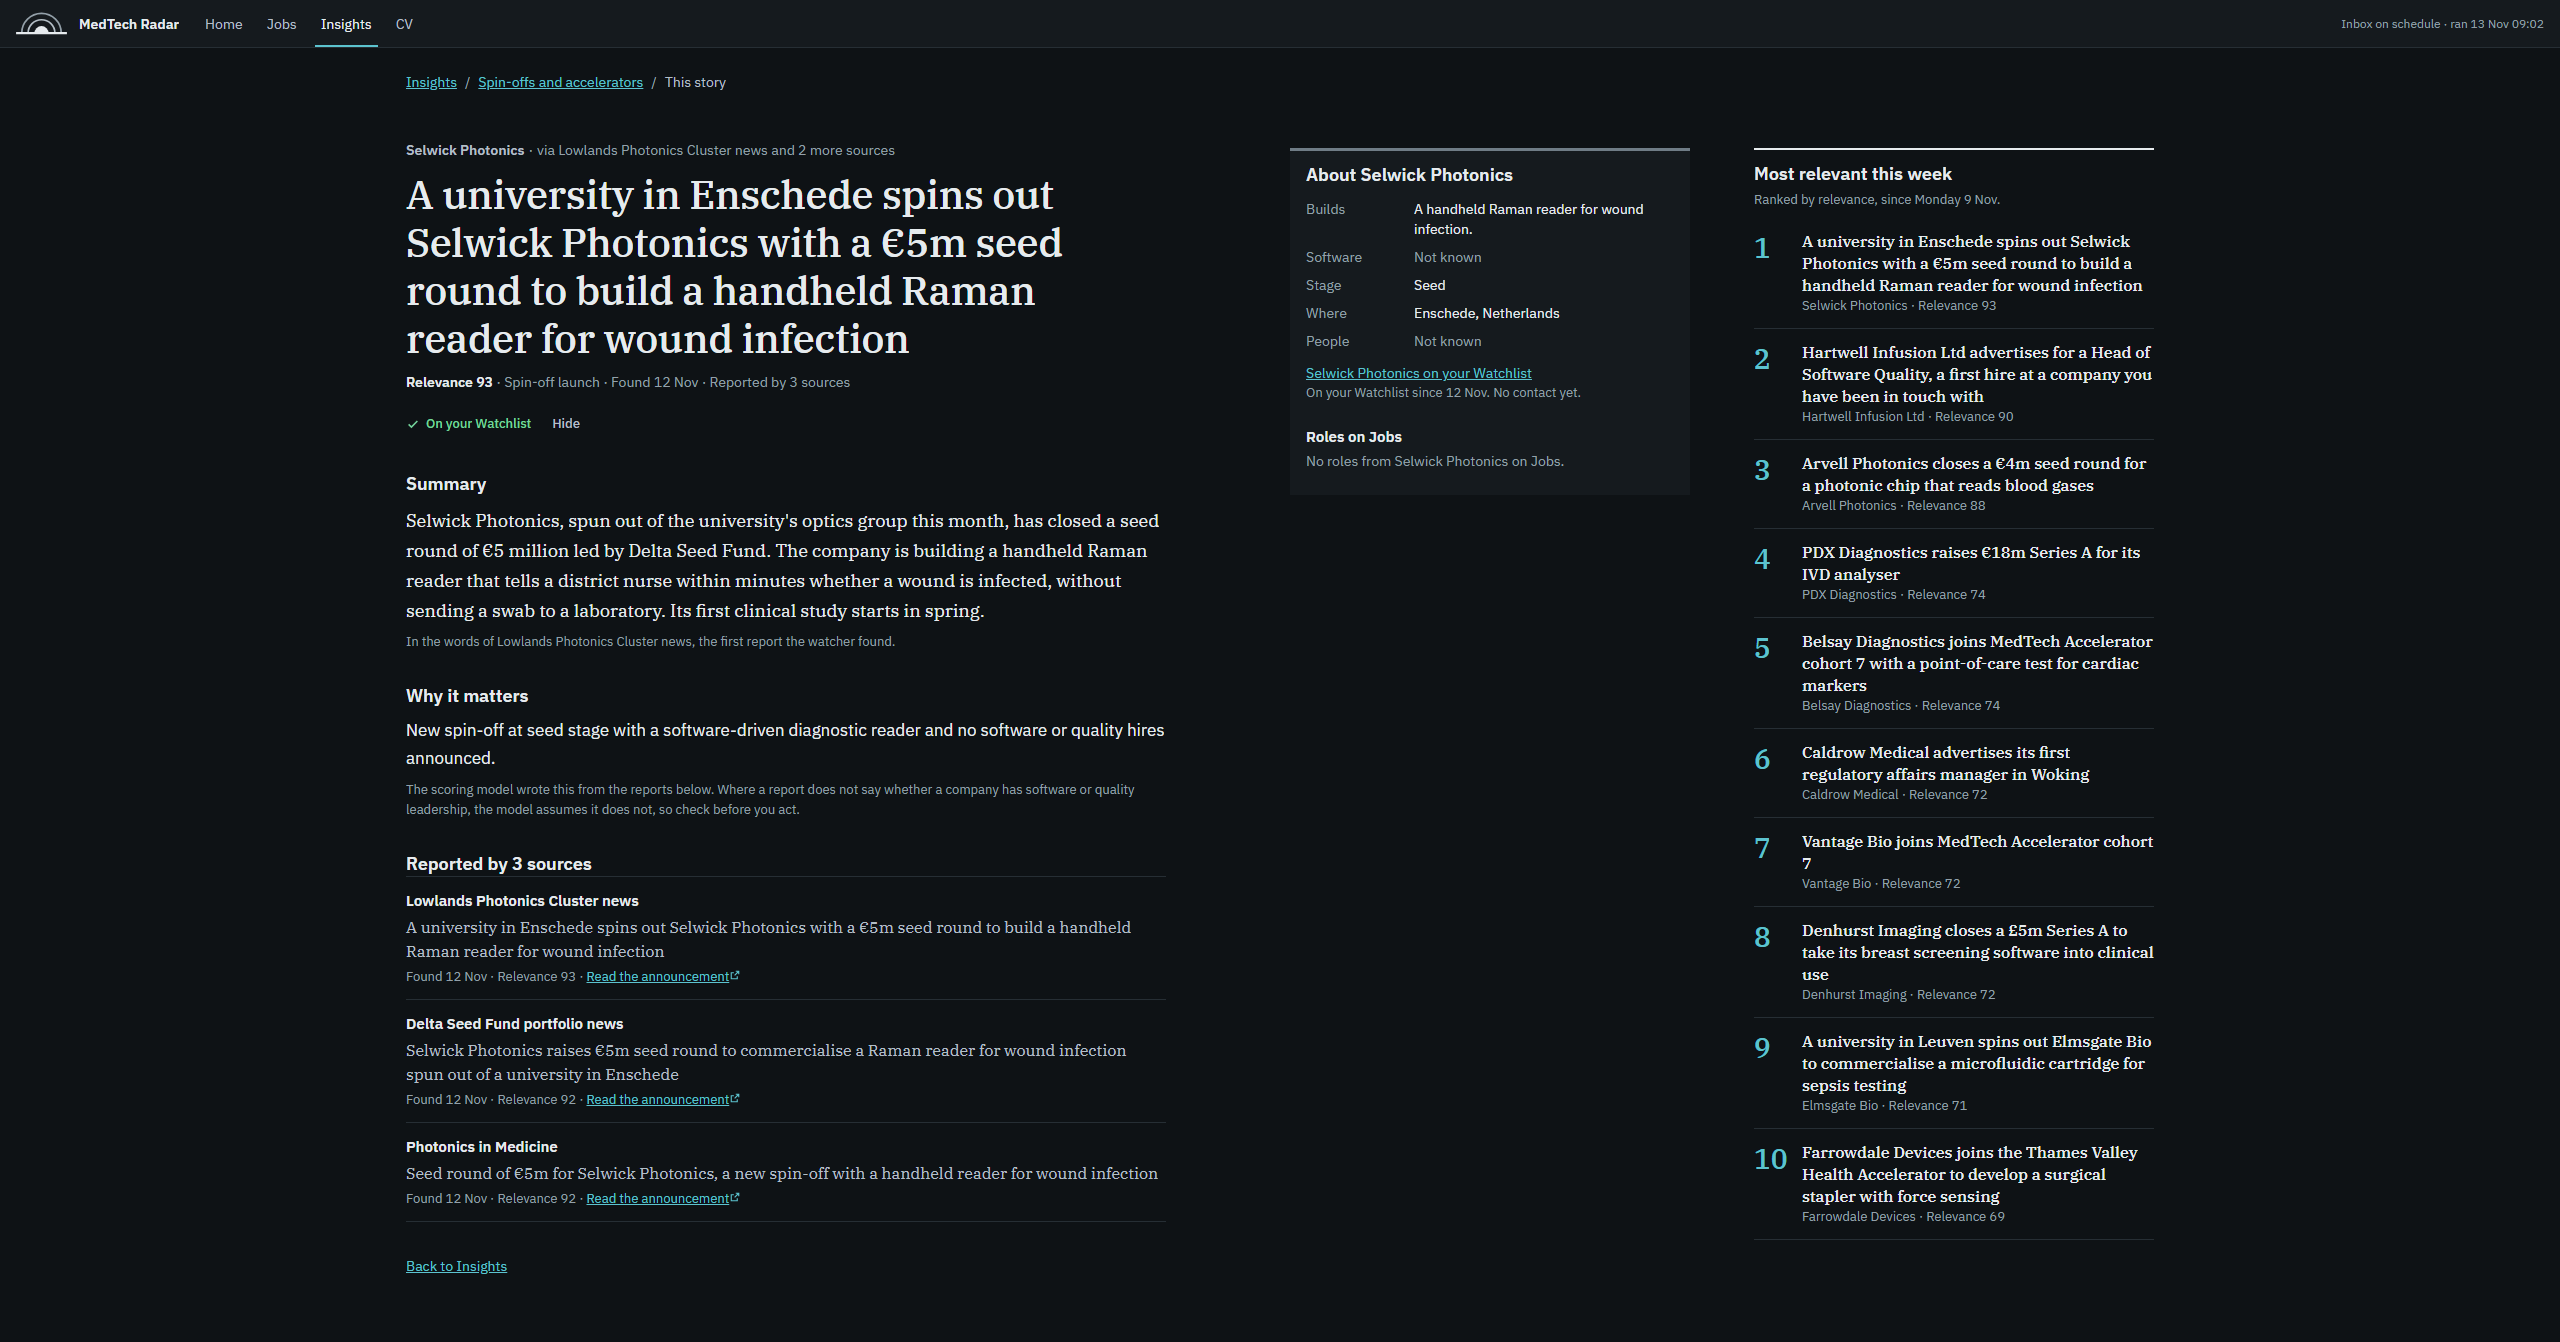 MedTech Radar Home Jobs Insights CV Inbox on schedule · ran 13 Nov 09:02
Insights / Spin-offs and accelerators / This story
Selwick Photonics · via Lowlands Photonics Cluster news and 2 more sources
A university in Enschede spins out
Selwick Photonics with a €5m seed
round to build a handheld Raman
reader for wound infection
Relevance 93 · Spin-off launch · Found 12 Nov · Reported by 3 sources
On your Watchlist Hide
Summary
Selwick Photonics, spun out of the university's optics group this month, has closed a seed
round of €5 million led by Delta Seed Fund. The company is building a handheld Raman
reader that tells a district nurse within minutes whether a wound is infected, without
sending a swab to a laboratory. Its first clinical study starts in spring.
In the words of Lowlands Photonics Cluster news, the first report the watcher found.
Why it matters
New spin-off at seed stage with a software-driven diagnostic reader and no software or quality hires
announced.
The scoring model wrote this from the reports below. Where a report does not say whether a company has software or quality
leadership, the model assumes it does not, so check before you act.
Reported by 3 sources
Lowlands Photonics Cluster news
A university in Enschede spins out Selwick Photonics with a €5m seed round to build a handheld
Raman reader for wound infection
Found 12 Nov · Relevance 93 · Read the announcement
Delta Seed Fund portfolio news
Selwick Photonics raises €5m seed round to commercialise a Raman reader for wound infection
spun out of a university in Enschede
Found 12 Nov · Relevance 92 · Read the announcement
Photonics in Medicine
Seed round of €5m for Selwick Photonics, a new spin-off with a handheld reader for wound infection
Found 12 Nov · Relevance 92 · Read the announcement
Back to Insights
About Selwick Photonics
Builds A handheld Raman reader for wound
infection.
Software Not known
Stage Seed
Where Enschede, Netherlands
People Not known
Selwick Photonics on your Watchlist
On your Watchlist since 12 Nov. No contact yet.
Roles on Jobs
No roles from Selwick Photonics on Jobs.
Most relevant this week
Ranked by relevance, since Monday 9 Nov.
1 A university in Enschede spins out Selwick
Photonics with a €5m seed round to build a
handheld Raman reader for wound infection
Selwick Photonics · Relevance 93
2 Hartwell Infusion Ltd advertises for a Head of
Software Quality, a first hire at a company you
have been in touch with
Hartwell Infusion Ltd · Relevance 90
3 Arvell Photonics closes a €4m seed round for
a photonic chip that reads blood gases
Arvell Photonics · Relevance 88
4 PDX Diagnostics raises €18m Series A for its
IVD analyser
PDX Diagnostics · Relevance 74
5 Belsay Diagnostics joins MedTech Accelerator
cohort 7 with a point-of-care test for cardiac
markers
Belsay Diagnostics · Relevance 74
6 Caldrow Medical advertises its first
regulatory affairs manager in Woking
Caldrow Medical · Relevance 72
7 Vantage Bio joins MedTech Accelerator cohort
7
Vantage Bio · Relevance 72
8 Denhurst Imaging closes a £5m Series A to
take its breast screening software into clinical
use
Denhurst Imaging · Relevance 72
9 A university in Leuven spins out Elmsgate Bio
to commercialise a microfluidic cartridge for
sepsis testing
Elmsgate Bio · Relevance 71
10 Farrowdale Devices joins the Thames Valley
Health Accelerator to develop a surgical
stapler with force sensing
Farrowdale Devices · Relevance 69